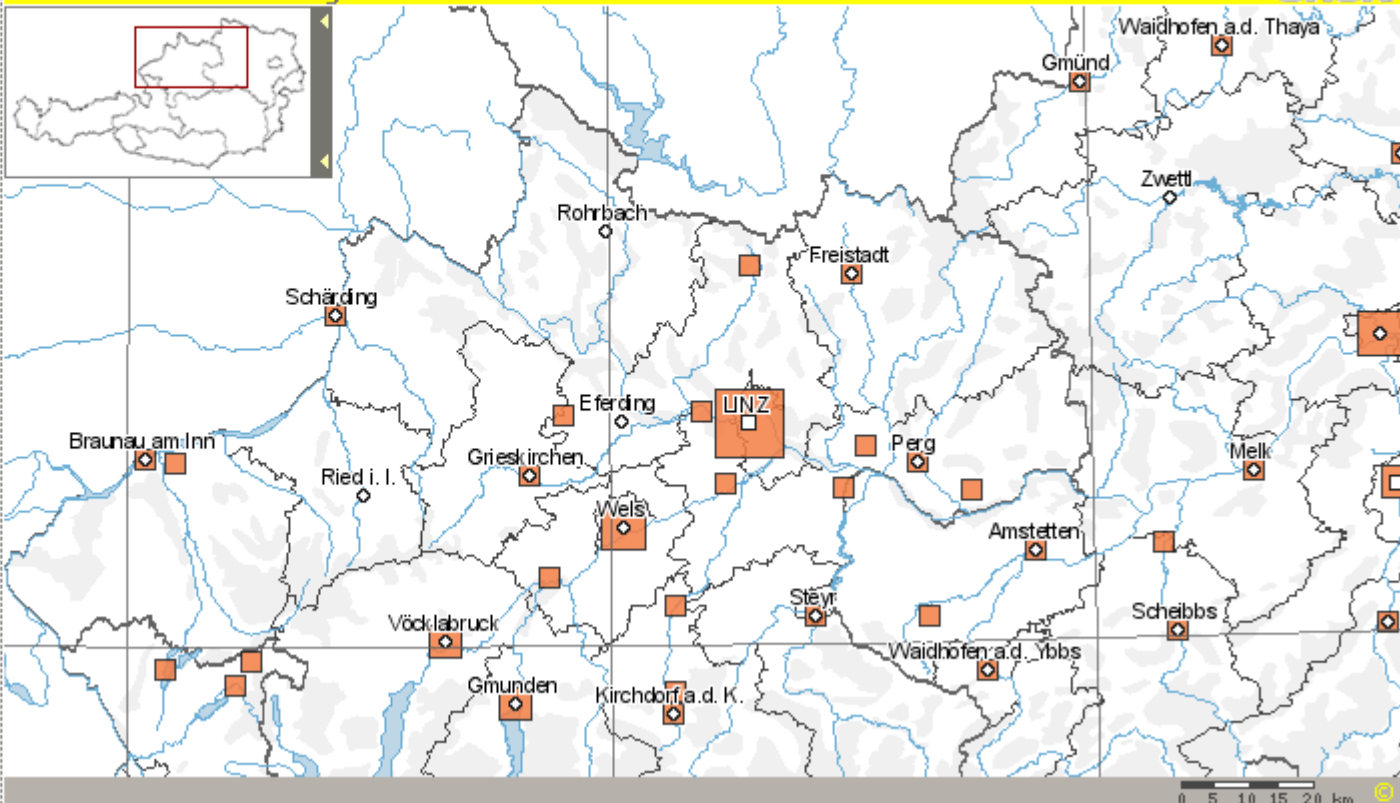 Waidhofen a.d. Thaya
Gmünd
Zwettl
Rohrbach
Freistadt
Schärding
Eferding
LINZ
Braunau am Inn
Grieskirchen
Perg
Melk
Ried i. I.
Wels
Amstetten
Steyr
Scheibbs
Vöcklabruck
Waidhofen a.d. Ybbs
Gmunden
Kirchdorf a.d. K.
0 5 10 15 20 km ©